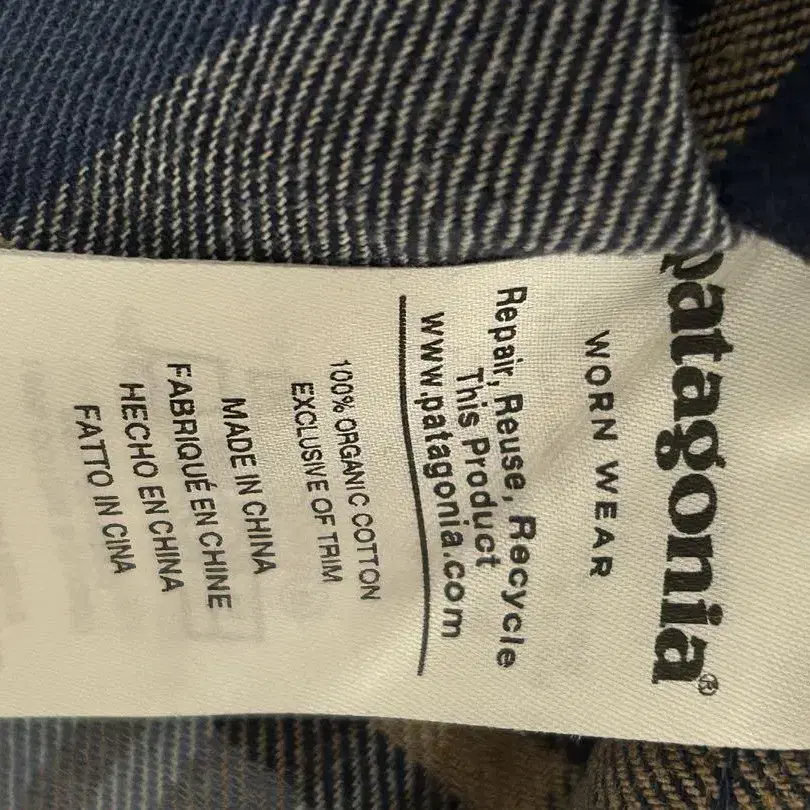 patagonia®
WORN WEAR
Repair, Reuse, Recycle
This Product
www.patagonia.com
100% ORGANIC COTTON
EXCLUSIVE OF TRIM
MADE IN CHINA
FABRIQUÉ EN CHINE
HECHO EN CHINA
FATTO IN CINA